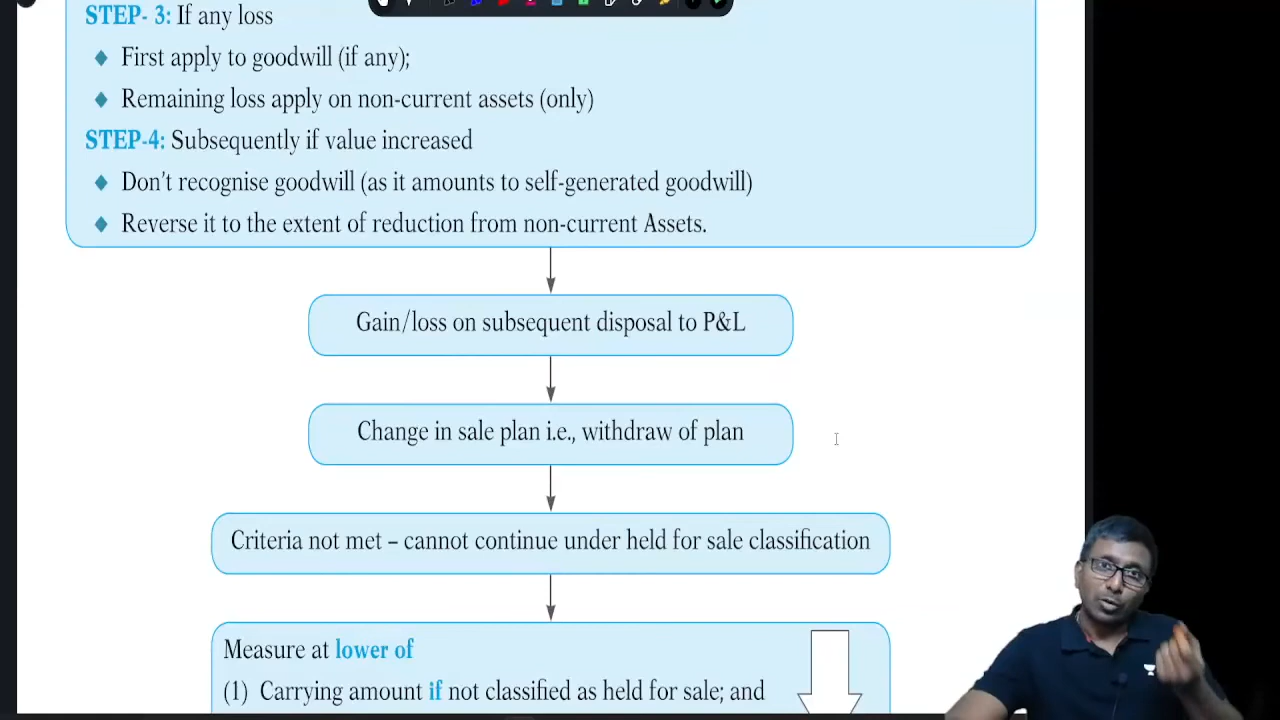 STEP- 3: If any loss
♦ First apply to goodwill (if any);
♦ Remaining loss apply on non-current assets (only)
STEP-4: Subsequently if value increased
♦ Don't recognise goodwill (as it amounts to self-generated goodwill)
♦ Reverse it to the extent of reduction from non-current Assets.
Gain/loss on subsequent disposal to P&L
Change in sale plan i.e., withdraw of plan
Criteria not met – cannot continue under held for sale classification
Measure at lower of
(1) Carrying amount if not classified as held for sale; and